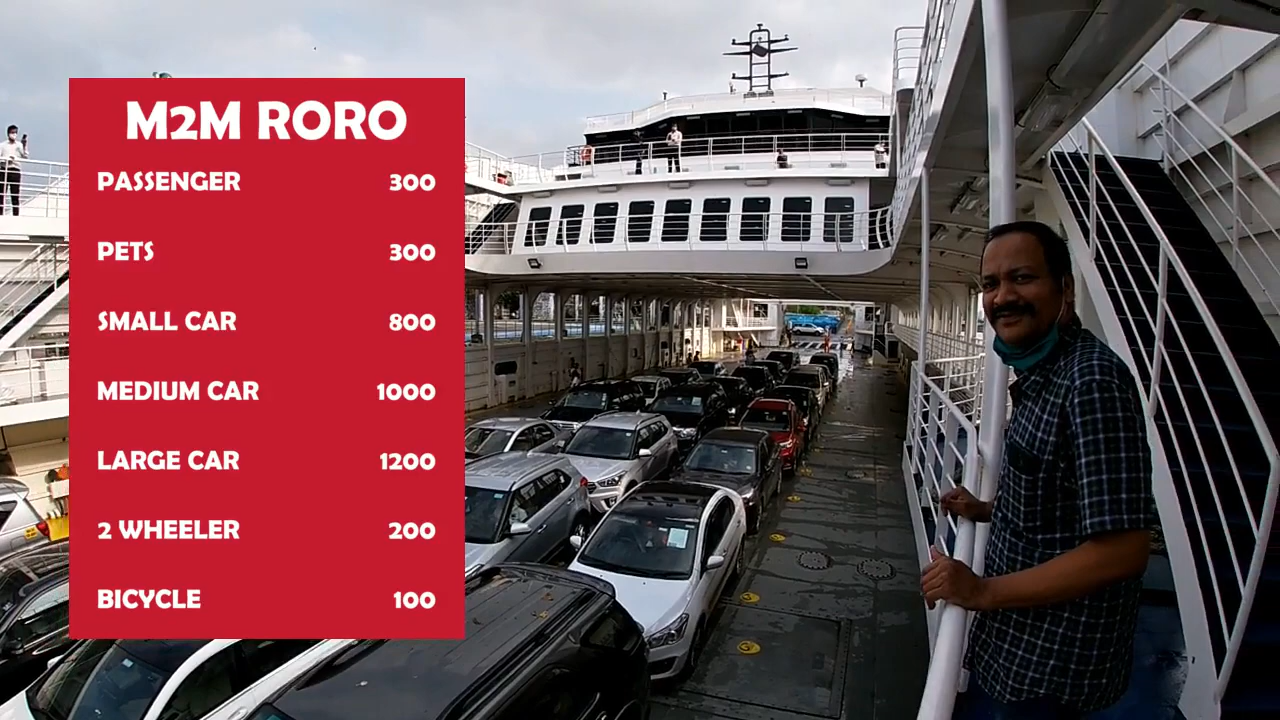 M2M RORO
PASSENGER 300
PETS 300
SMALL CAR 800
MEDIUM CAR 1000
LARGE CAR 1200
2 WHEELER 200
BICYCLE 100